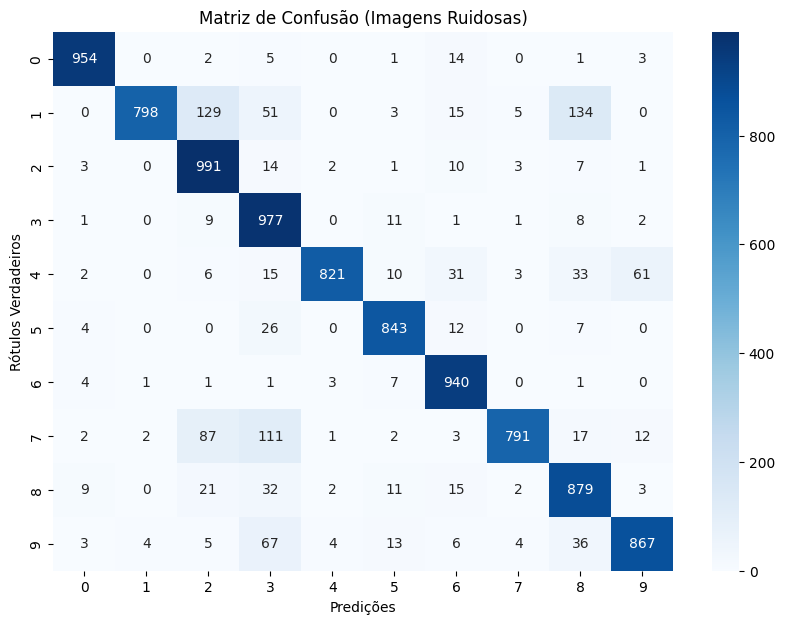 Matriz de Confusão (Imagens Ruidosas)
Rótulos Verdadeiros
0 954 0 2 5 0 1 14 0 1 3
1 0 798 129 51 0 3 15 5 134 0
2 3 0 991 14 2 1 10 3 7 1
3 1 0 9 977 0 11 1 1 8 2
4 2 0 6 15 821 10 31 3 33 61
5 4 0 0 26 0 843 12 0 7 0
6 4 1 1 1 3 7 940 0 1 0
7 2 2 87 111 1 2 3 791 17 12
8 9 0 21 32 2 11 15 2 879 3
9 3 4 5 67 4 13 6 4 36 867
0 1 2 3 4 5 6 7 8 9
Predições
800
600
400
200
0